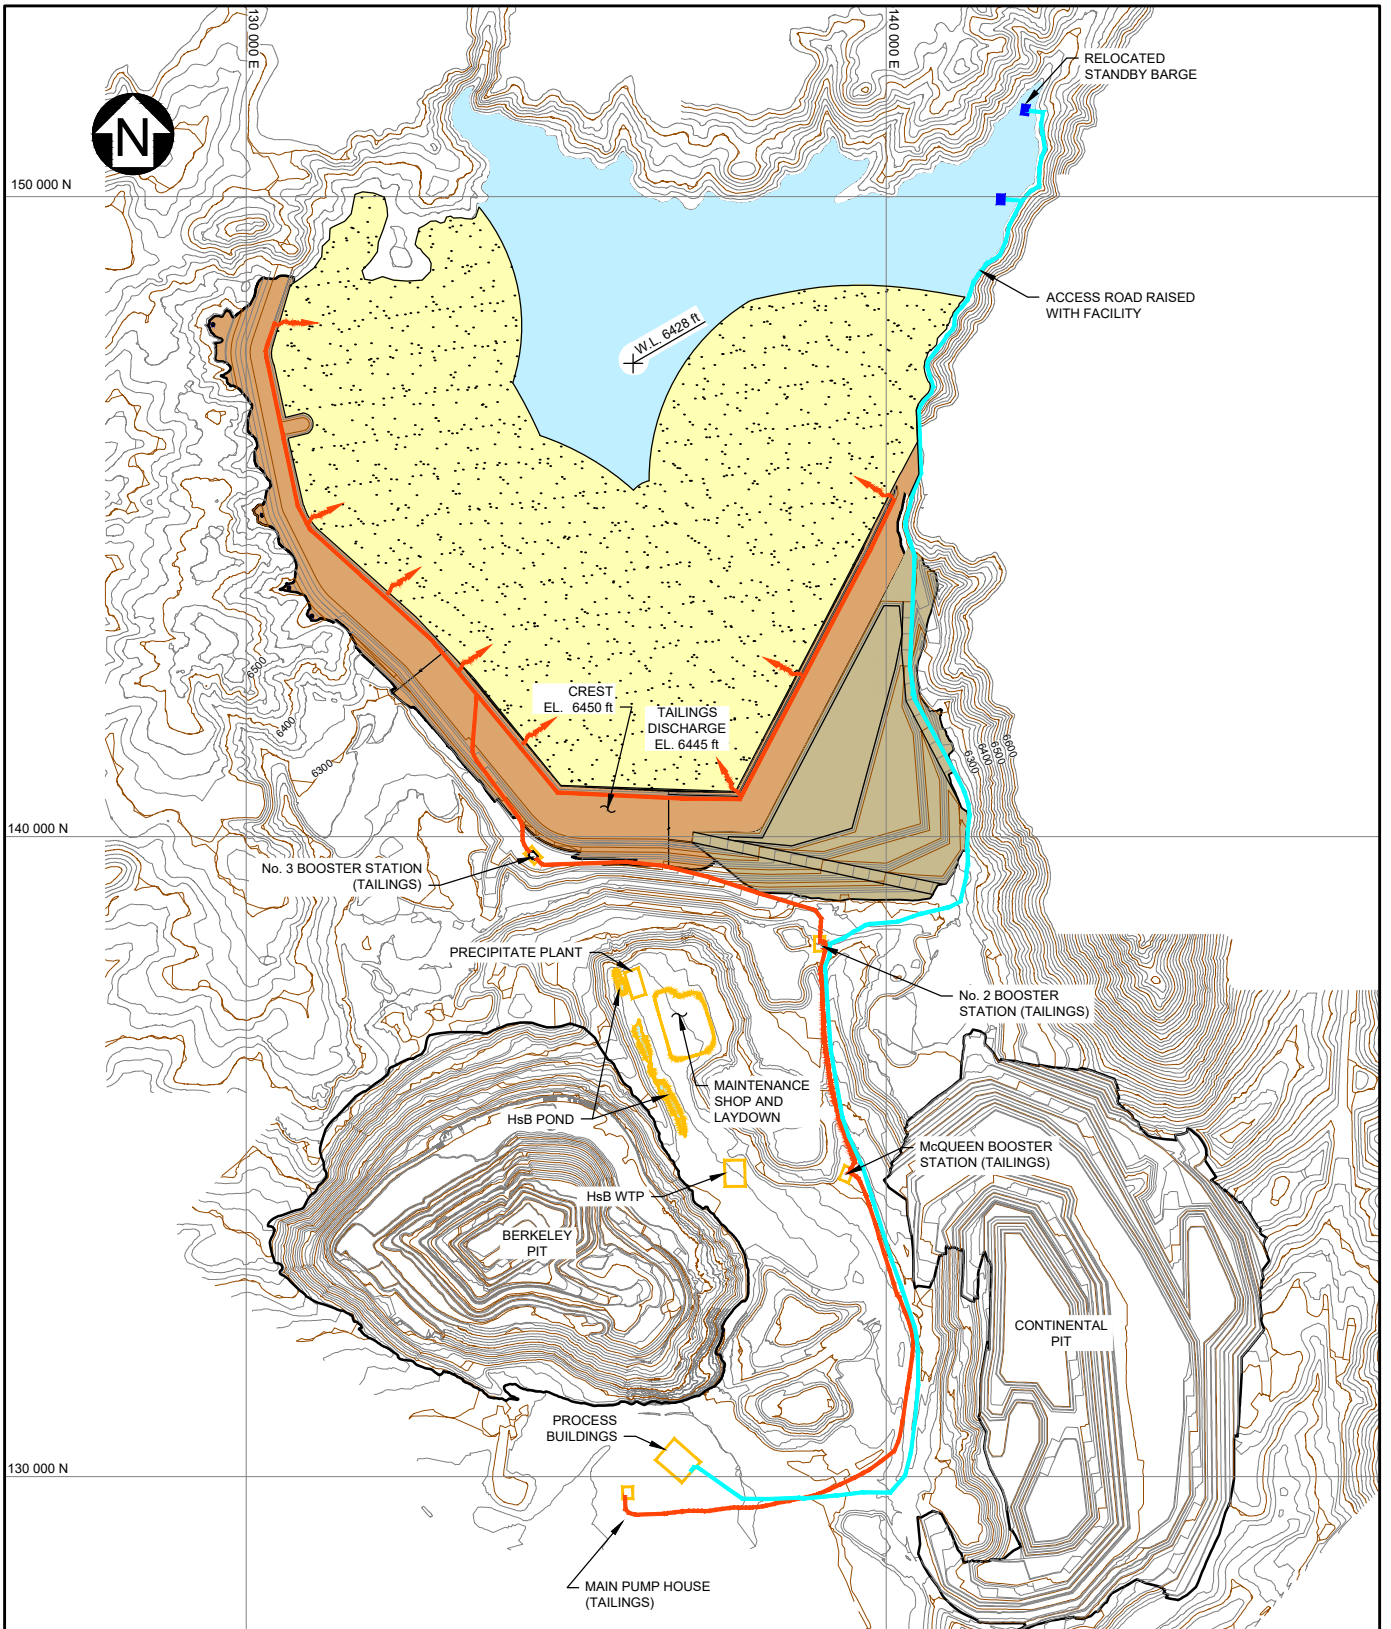 130 000 E
140 000 E
RELOCATED
STANDBY BARGE
N
150 000 N
ACCESS ROAD RAISED
WITH FACILITY
W.L. 6428 ft
6500
6400
6300
CREST
EL. 6450 ft
TAILINGS
DISCHARGE
EL. 6445 ft
6600
6500
6400
6300
140 000 N
No. 3 BOOSTER STATION
(TAILINGS)
PRECIPITATE PLANT
No. 2 BOOSTER
STATION (TAILINGS)
MAINTENANCE
SHOP AND
LAYDOWN
HsB POND
McQUEEN BOOSTER
STATION (TAILINGS)
HsB WTP
BERKELEY
PIT
CONTINENTAL
PIT
PROCESS
BUILDINGS
130 000 N
MAIN PUMP HOUSE
(TAILINGS)